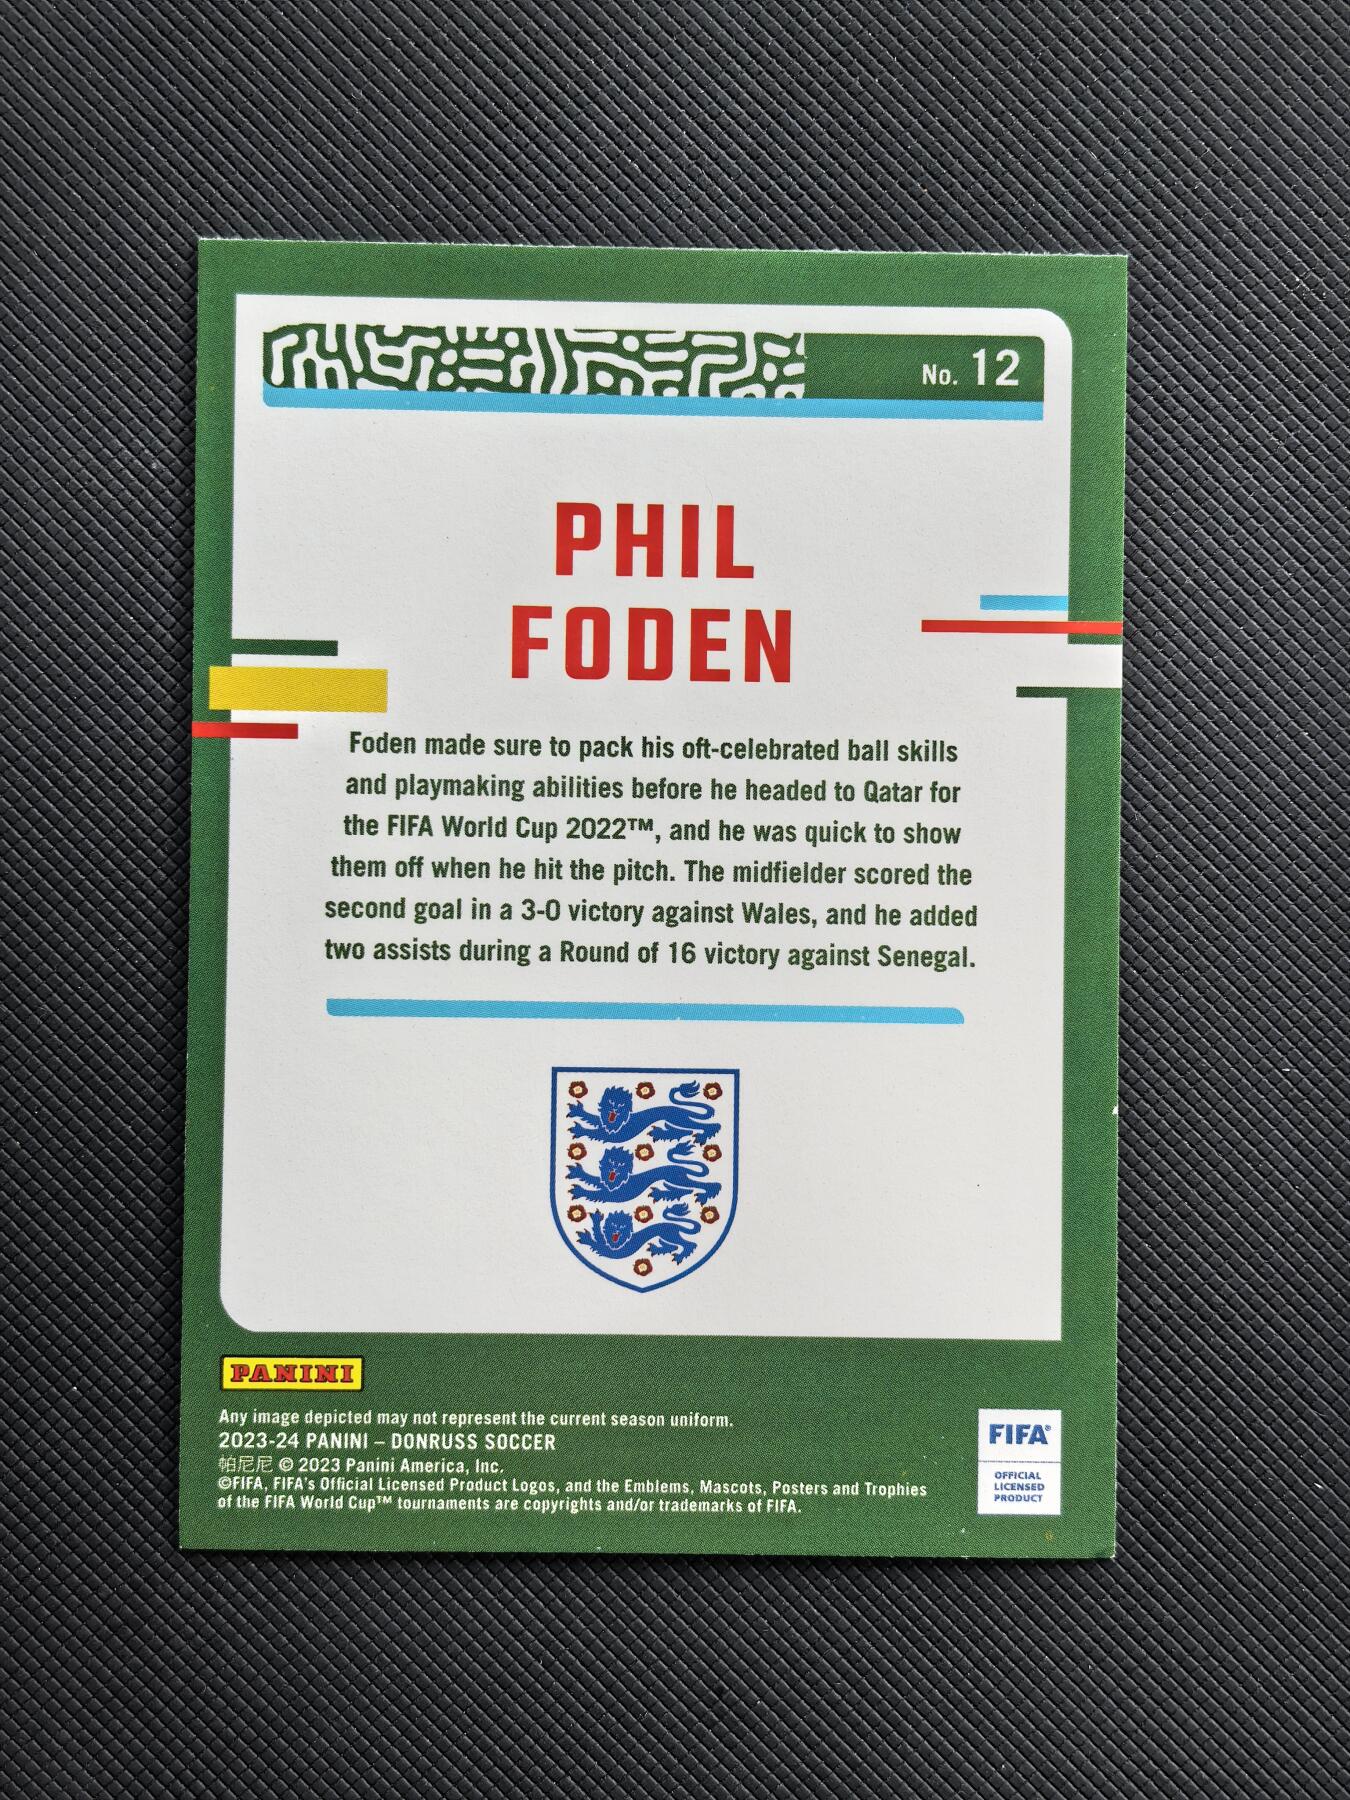 No. 12
PHIL
FODEN
Foden made sure to pack his oft-celebrated ball skills
and playmaking abilities before he headed to Qatar for
the FIFA World Cup 2022™, and he was quick to show
them off when he hit the pitch. The midfielder scored the
second goal in a 3-0 victory against Wales, and he added
two assists during a Round of 16 victory against Senegal.
PANINI
Any image depicted may not represent the current season uniform.
2023-24 PANINI – DONRUSS SOCCER
帕尼尼 © 2023 Panini America, Inc.
©FIFA, FIFA's Official Licensed Product Logos, and the Emblems, Mascots, Posters and Trophies
of the FIFA World Cup™ tournaments are copyrights and/or trademarks of FIFA.
FIFA®
OFFICIAL
LICENSED
PRODUCT